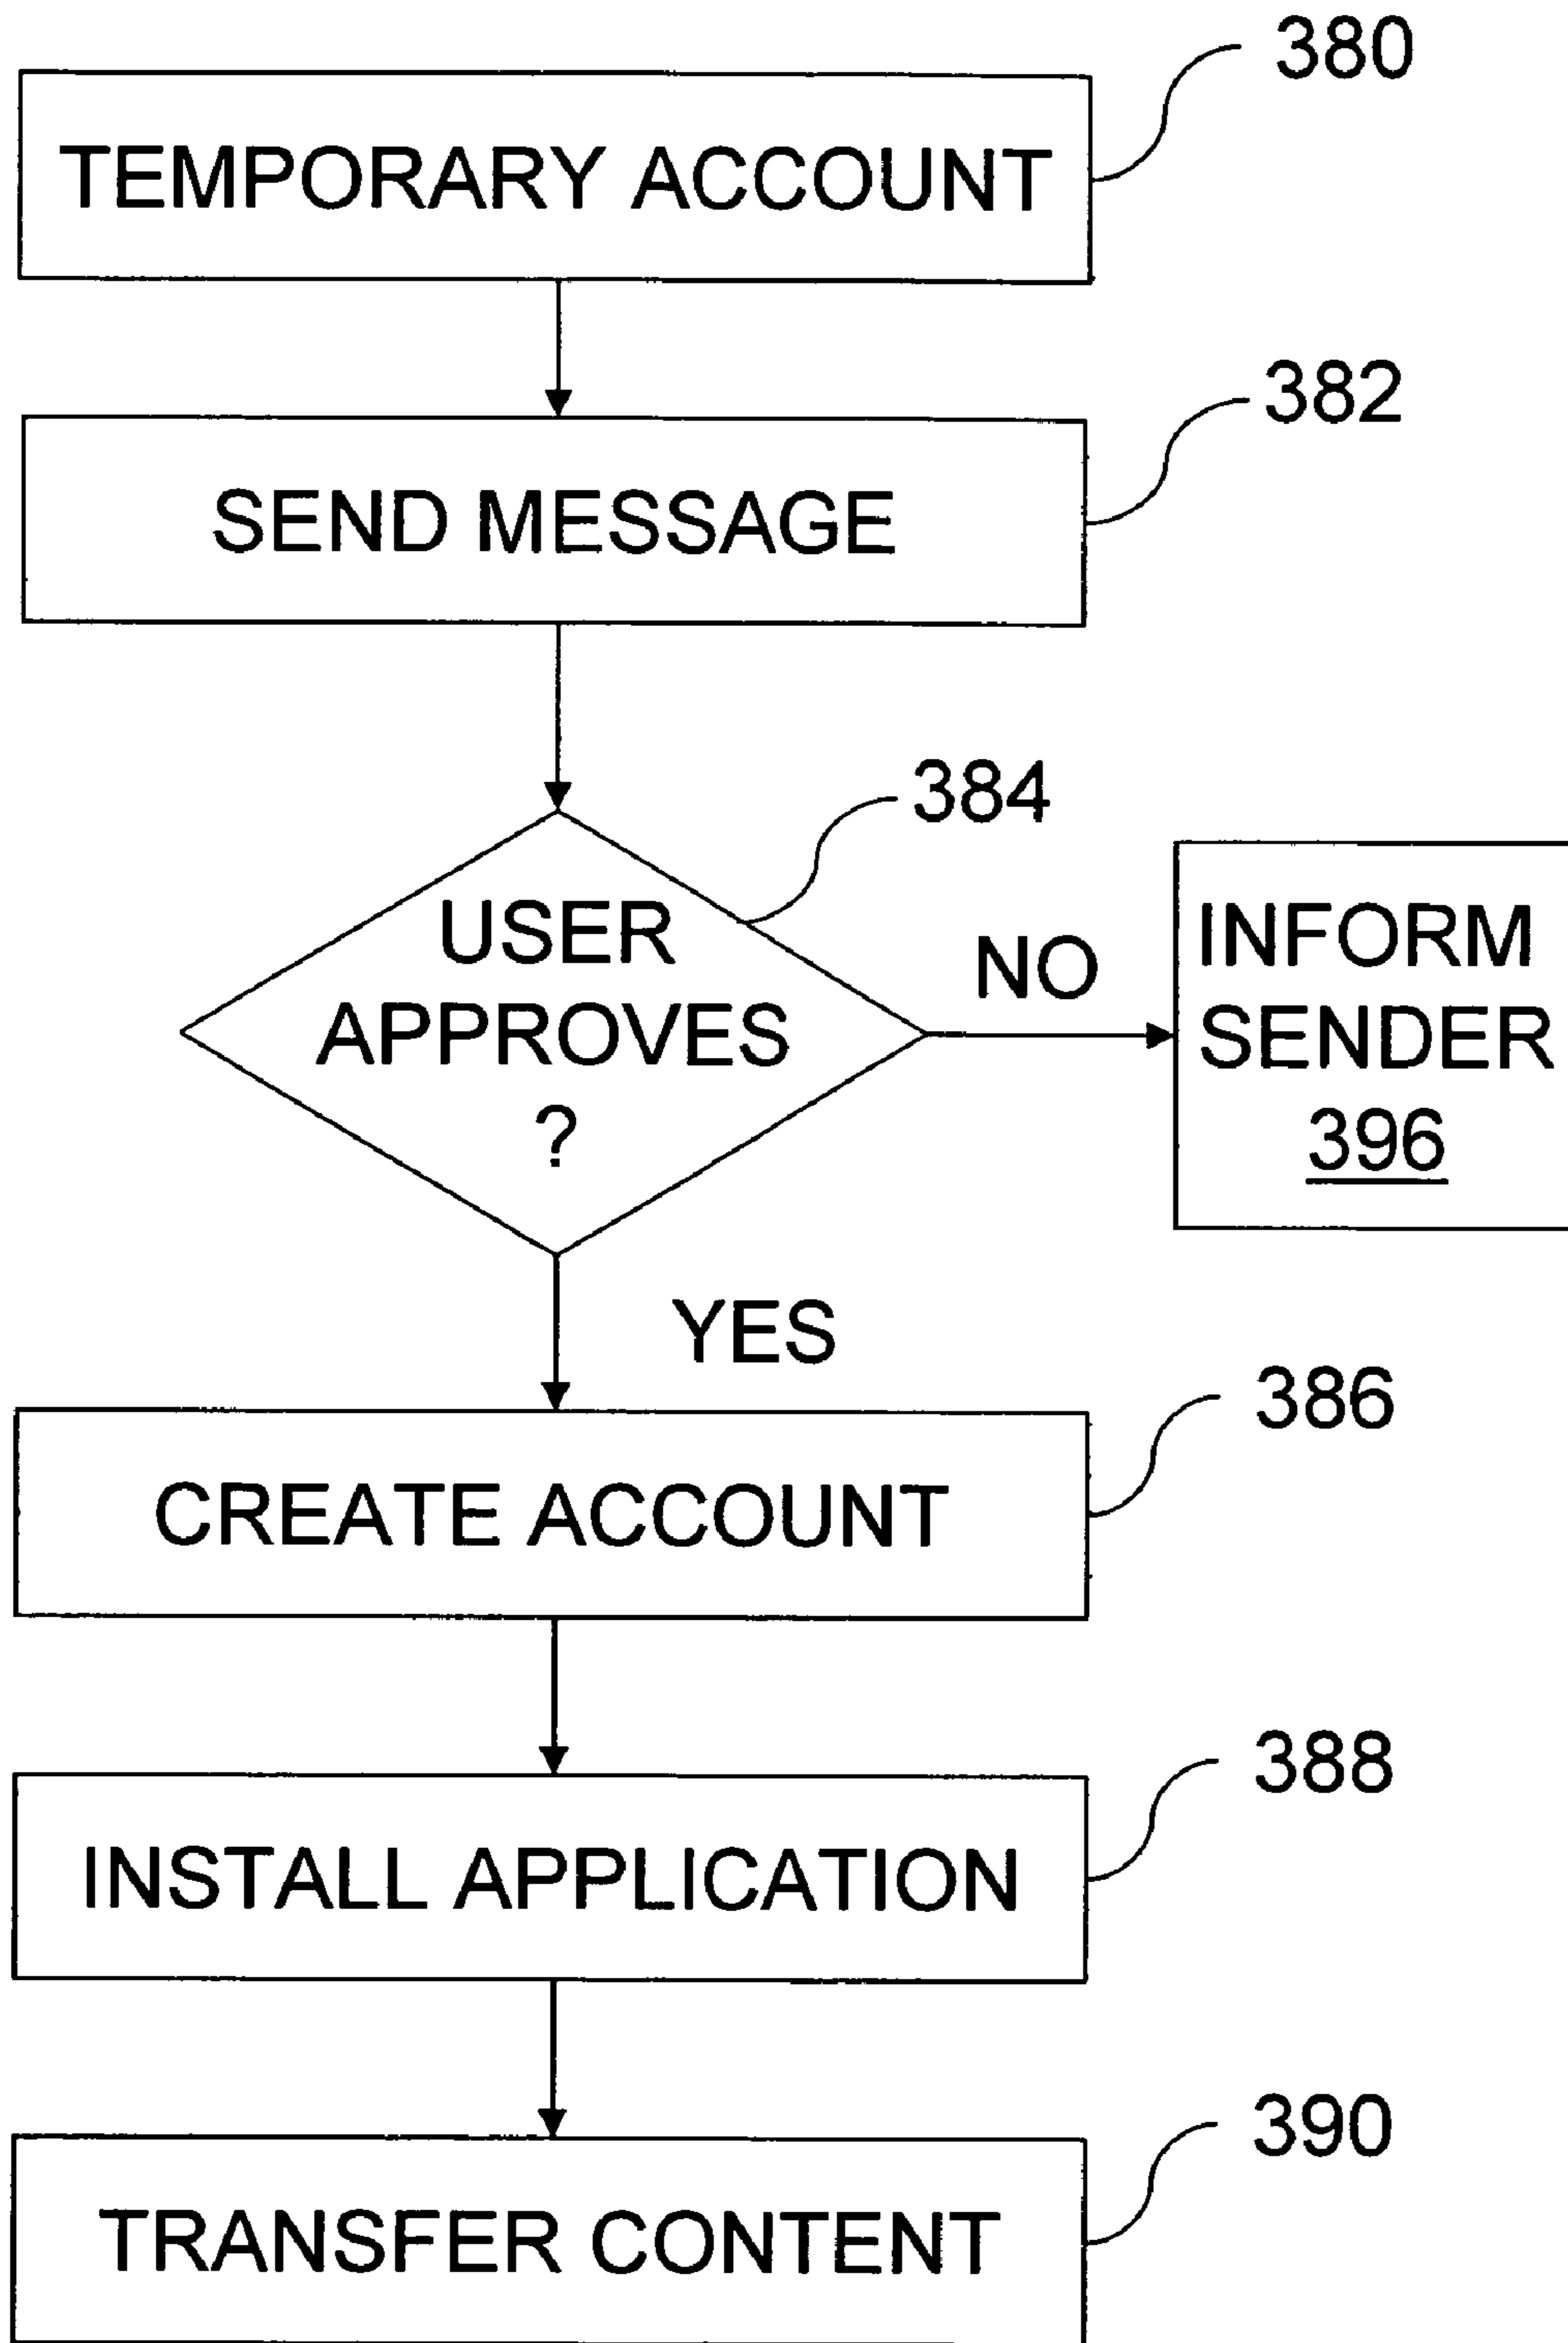 380
TEMPORARY ACCOUNT
382
SEND MESSAGE
384
USER
APPROVES
?
NO
INFORM
SENDER
396
YES
386
CREATE ACCOUNT
388
INSTALL APPLICATION
390
TRANSFER CONTENT